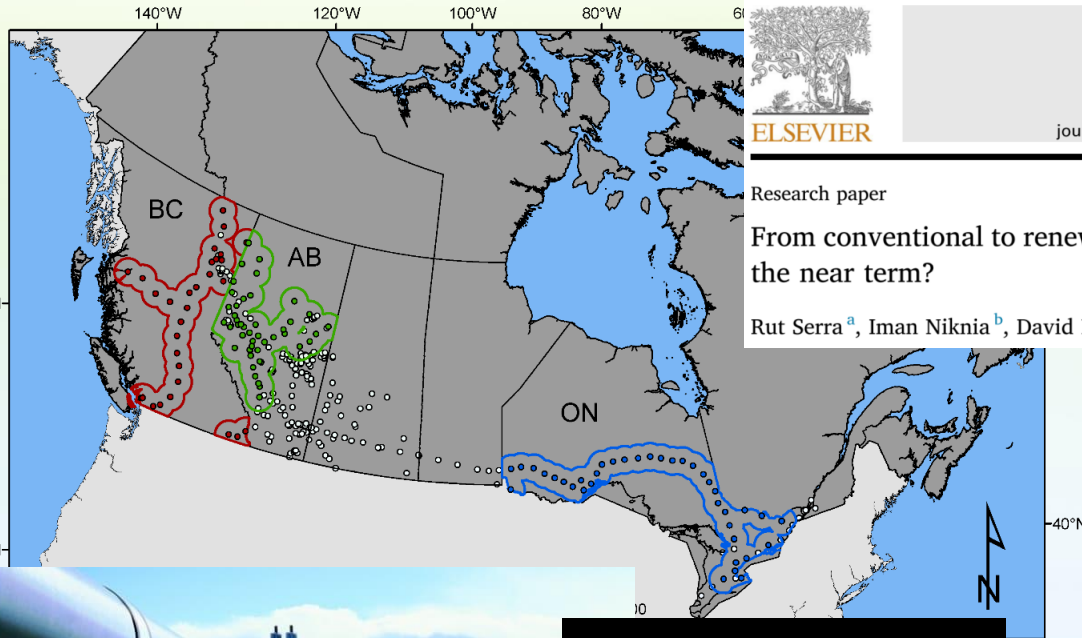 140°W 120°W 100°W 80°W
ELSEVIER
Research paper
From conventional to
the near term?
Rut Serra a, Iman Niknia b, David
BC
AB
ON
40°N
N